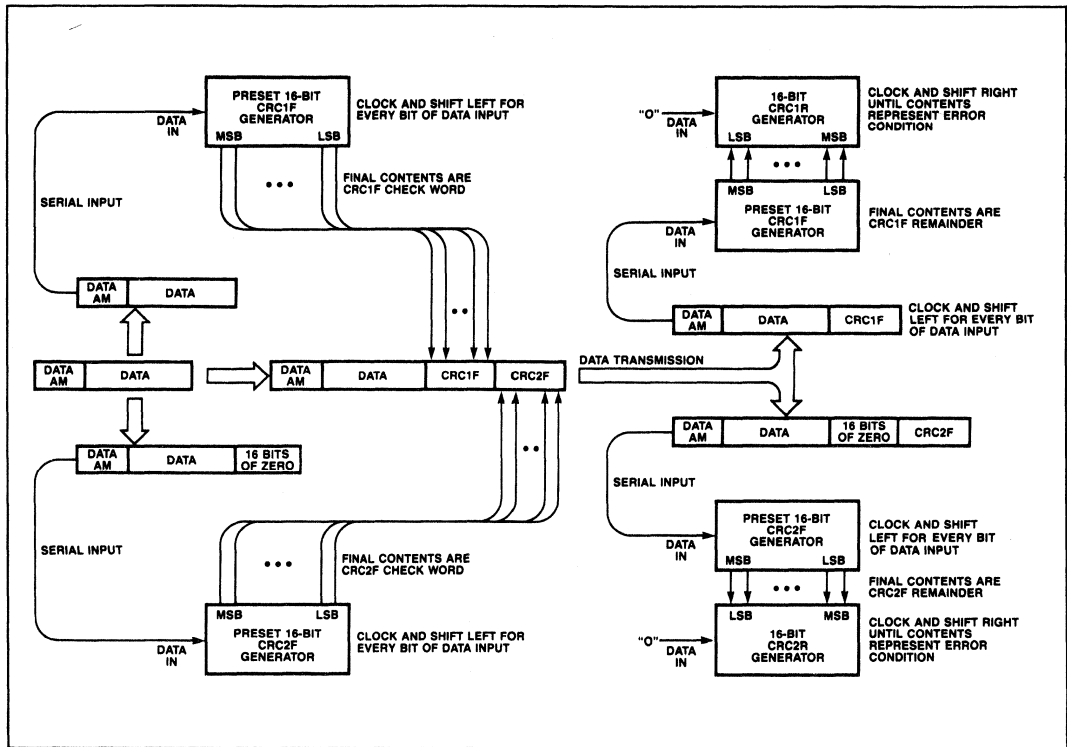 PRESET 16-BIT
CRC1F
GENERATOR
MSB LSB
DATA
IN
CLOCK AND SHIFT LEFT FOR
EVERY BIT OF DATA INPUT
•••
FINAL CONTENTS ARE
CRC1F CHECK WORD
SERIAL INPUT
DATA
AM
DATA
DATA
AM
DATA
DATA
AM
DATA
16 BITS
OF ZERO
SERIAL INPUT
••
DATA
AM
DATA
CRC1F
CRC2F
••
•••
FINAL CONTENTS ARE
CRC2F CHECK WORD
MSB LSB
PRESET 16-BIT
CRC2F
GENERATOR
DATA
IN
CLOCK AND SHIFT LEFT FOR
EVERY BIT OF DATA INPUT
DATA TRANSMISSION
"O"
DATA
IN
16-BIT
CRC1R
GENERATOR
LSB MSB
CLOCK AND SHIFT RIGHT
UNTIL CONTENTS
REPRESENT ERROR
CONDITION
•••
MSB LSB
PRESET 16-BIT
CRC1F
GENERATOR
DATA
IN
FINAL CONTENTS ARE
CRC1F REMAINDER
SERIAL INPUT
DATA
AM
DATA
CRC1F
CLOCK AND SHIFT
LEFT FOR EVERY BIT
OF DATA INPUT
DATA
AM
DATA
16 BITS
OF ZERO
CRC2F
SERIAL INPUT
DATA
IN
PRESET 16-BIT
CRC2F
GENERATOR
MSB LSB
CLOCK AND SHIFT
LEFT FOR EVERY BIT
OF DATA INPUT
•••
FINAL CONTENTS ARE
CRC2F REMAINDER
LSB MSB
16-BIT
CRC2R
GENERATOR
"O"
DATA
IN
CLOCK AND SHIFT RIGHT
UNTIL CONTENTS
REPRESENT ERROR
CONDITION